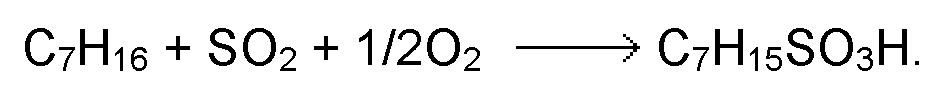 C₇H₁₆ + SO₂ + 1/2O₂ ⟶ C₇H₁₅SO₃H.